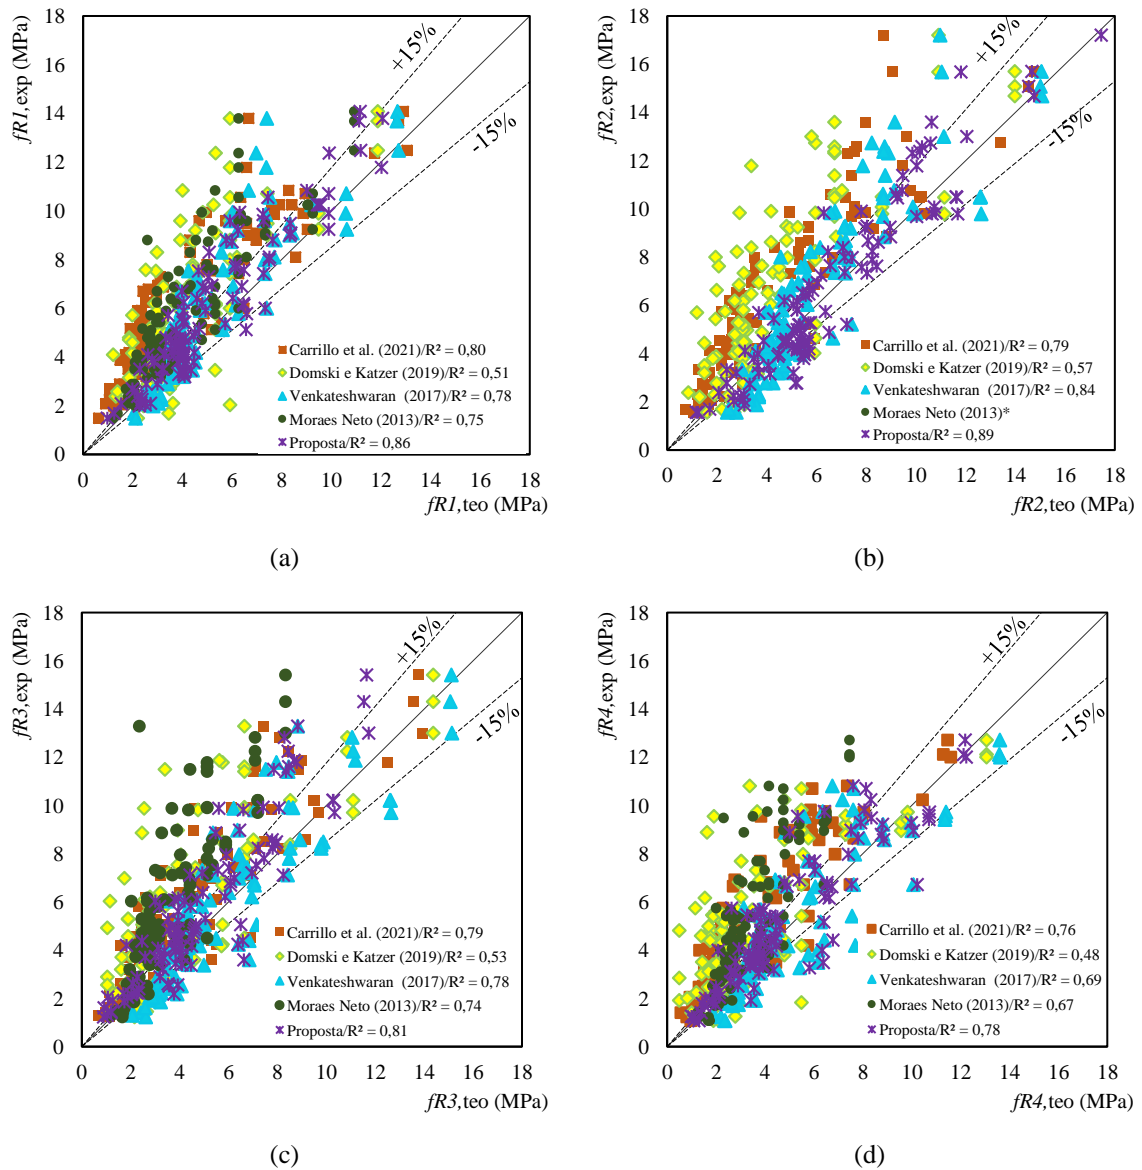 fR1,exp (MPa)
18
16
14
12
10
8
6
4
2
0
+15%
-15%
Carrillo et al. (2021)/R² = 0,80
Domski e Katzer (2019)/R² = 0,51
Venkateshwaran (2017)/R² = 0,78
Moraes Neto (2013)/R² = 0,75
Proposta/R² = 0,86
0 2 4 6 8 10 12 14 16 18
fR1,teo (MPa)
(a)
fR2,exp (MPa)
18
16
14
12
10
8
6
4
2
0
+15%
-15%
Carrillo et al. (2021)/R² = 0,79
Domski e Katzer (2019)/R² = 0,57
Venkateshwaran (2017)/R² = 0,84
Moraes Neto (2013)*
Proposta/R² = 0,89
0 2 4 6 8 10 12 14 16 18
fR2,teo (MPa)
(b)
fR3,exp (MPa)
18
16
14
12
10
8
6
4
2
0
+15%
-15%
Carrillo et al. (2021)/R² = 0,79
Domski e Katzer (2019)/R² = 0,53
Venkateshwaran (2017)/R² = 0,78
Moraes Neto (2013)/R² = 0,74
Proposta/R² = 0,81
0 2 4 6 8 10 12 14 16 18
fR3,teo (MPa)
(c)
fR4,exp (MPa)
18
16
14
12
10
8
6
4
2
0
+15%
-15%
Carrillo et al. (2021)/R² = 0,76
Domski e Katzer (2019)/R² = 0,48
Venkateshwaran (2017)/R² = 0,69
Moraes Neto (2013)/R² = 0,67
Proposta/R² = 0,78
0 2 4 6 8 10 12 14 16 18
fR4,teo (MPa)
(d)